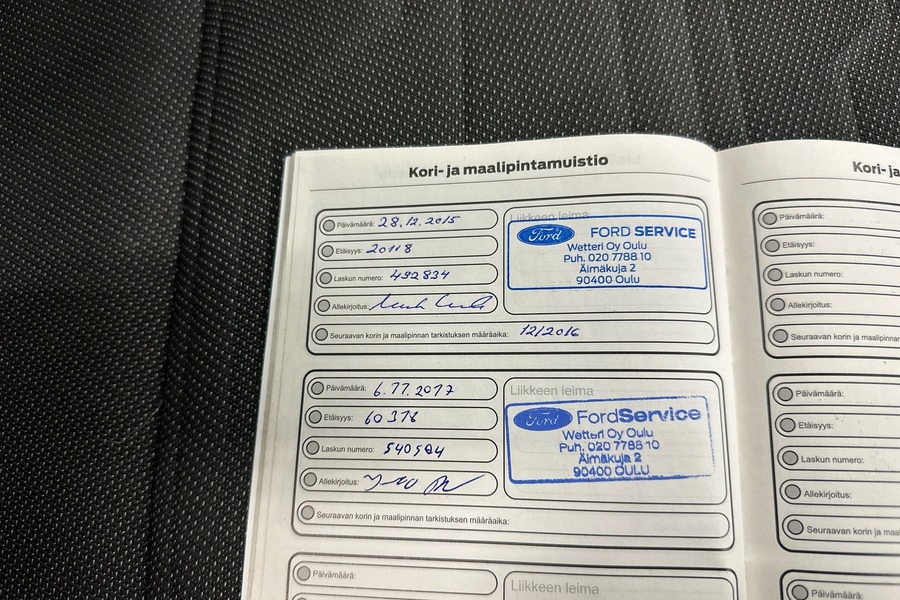 Kori- ja maalipintamuistio
Päivämäärä: 28.12.2015
Etäisyys: 20118
Laskun numero: 492834
Allekirjoitus:
Liikkeen leima
Ford FORD SERVICE
Wetteri Oy Oulu
Puh. 020 7788 10
Äimäkuja 2
90400 Oulu
Seuraavan korin ja maalipinnan tarkistuksen määräaika: 12/2016
Päivämäärä: 6.11.2017
Etäisyys: 60378
Laskun numero: 540584
Allekirjoitus:
Liikkeen leima
Ford FordService
Wetteri Oy Oulu
Puh. 020 7788 10
Äimäkuja 2
90400 OULU
Seuraavan korin ja maalipinnan tarkistuksen määräaika:
Päivämäärä:
Liikkeen leima
Kori- ja
Päivämäärä:
Etäisyys:
Laskun numero:
Allekirjoitus:
Seuraavan korin ja maalipinnan
Päivämäärä:
Etäisyys:
Laskun numero:
Allekirjoitus:
Seuraavan korin ja maal
Päivämäärä: